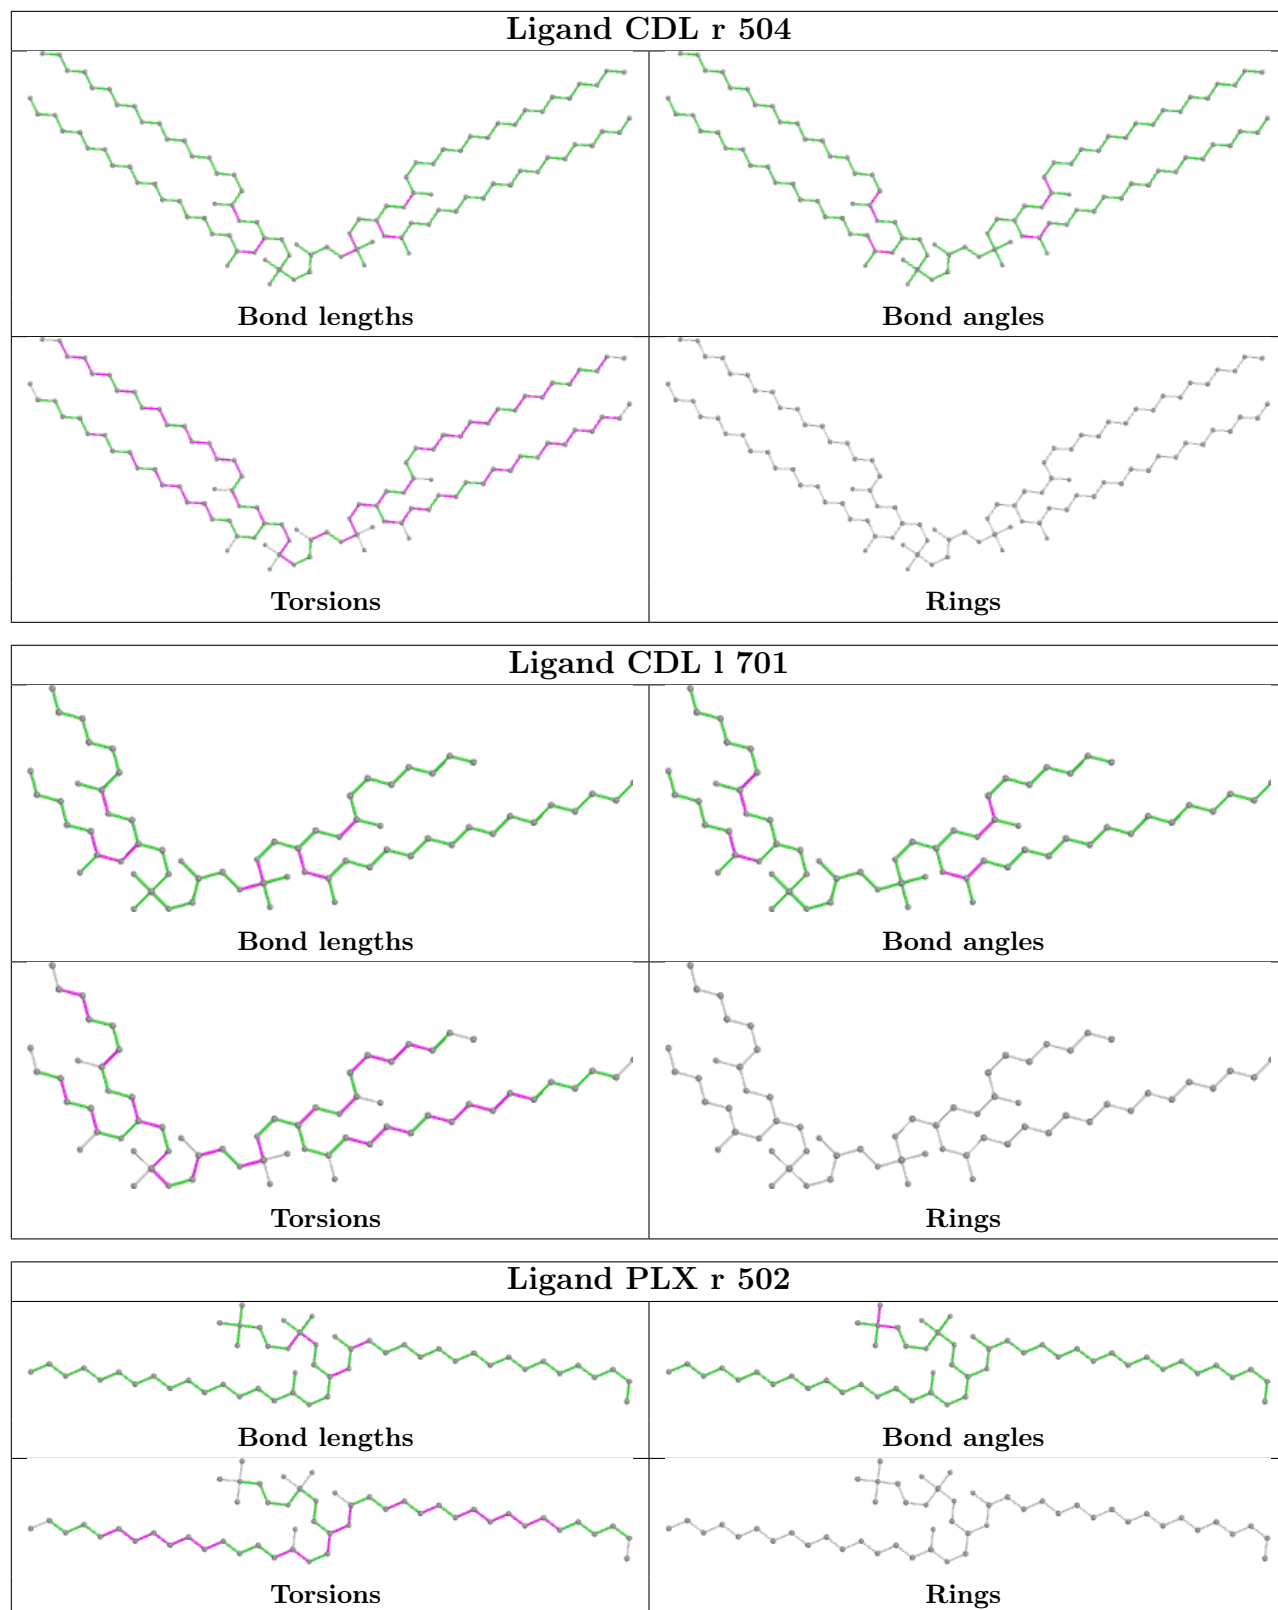 Ligand CDL r 504
Bond lengths
Bond angles
Torsions
Rings
Ligand CDL l 701
Bond lengths
Bond angles
Torsions
Rings
Ligand PLX r 502
Bond lengths
Bond angles
Torsions
Rings